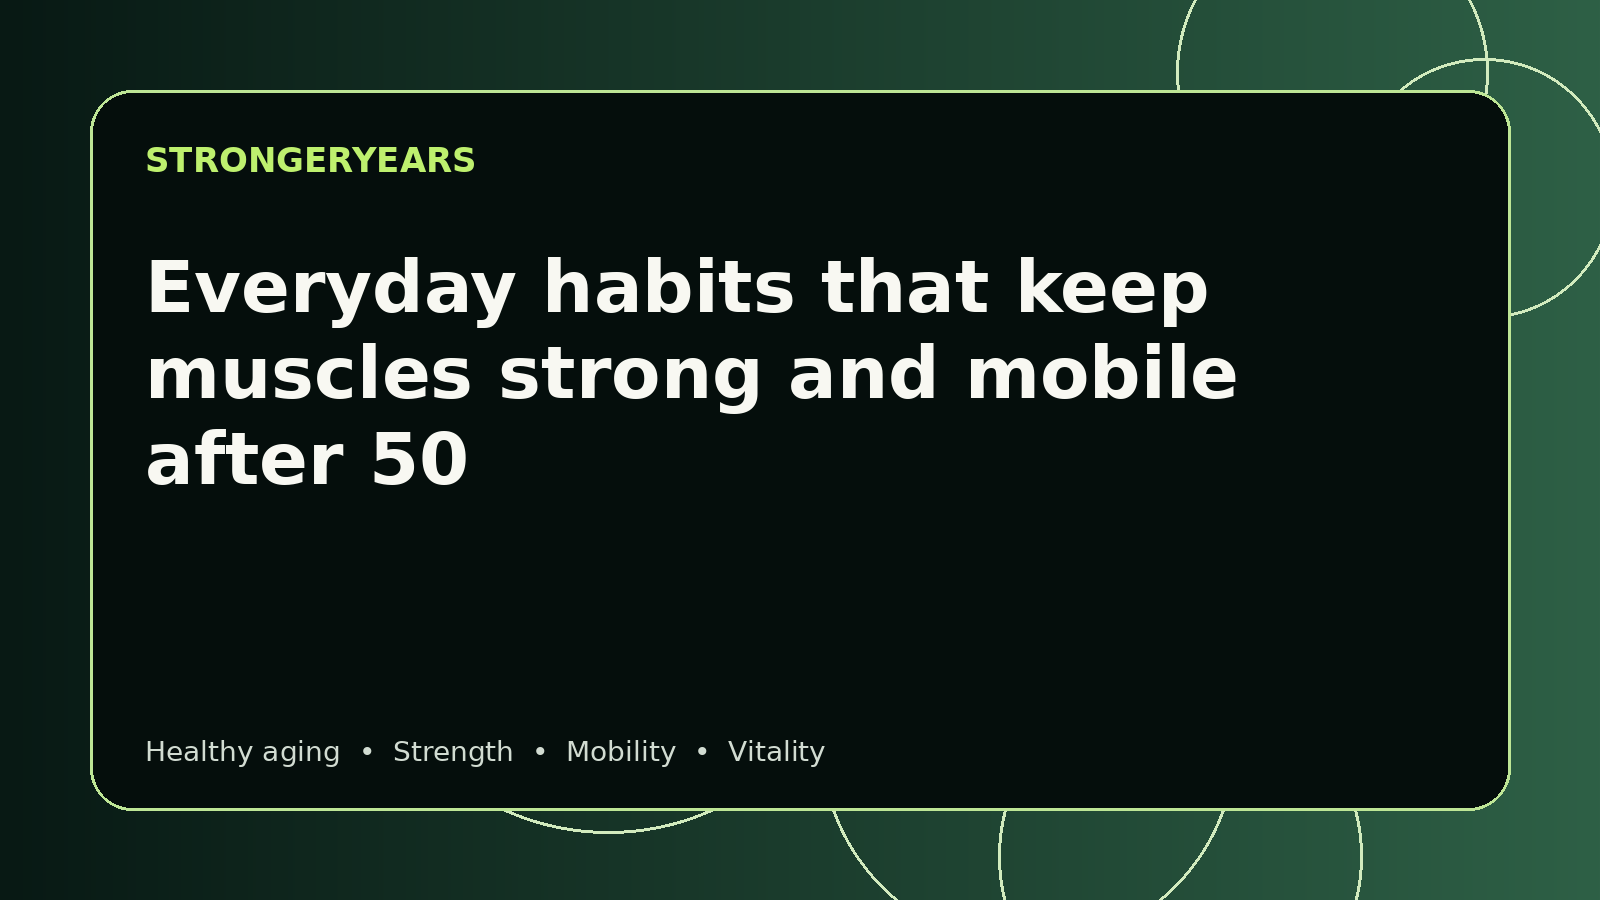 STRONGERYEARS
Everyday habits that keep
muscles strong and mobile
after 50
Healthy aging • Strength • Mobility • Vitality